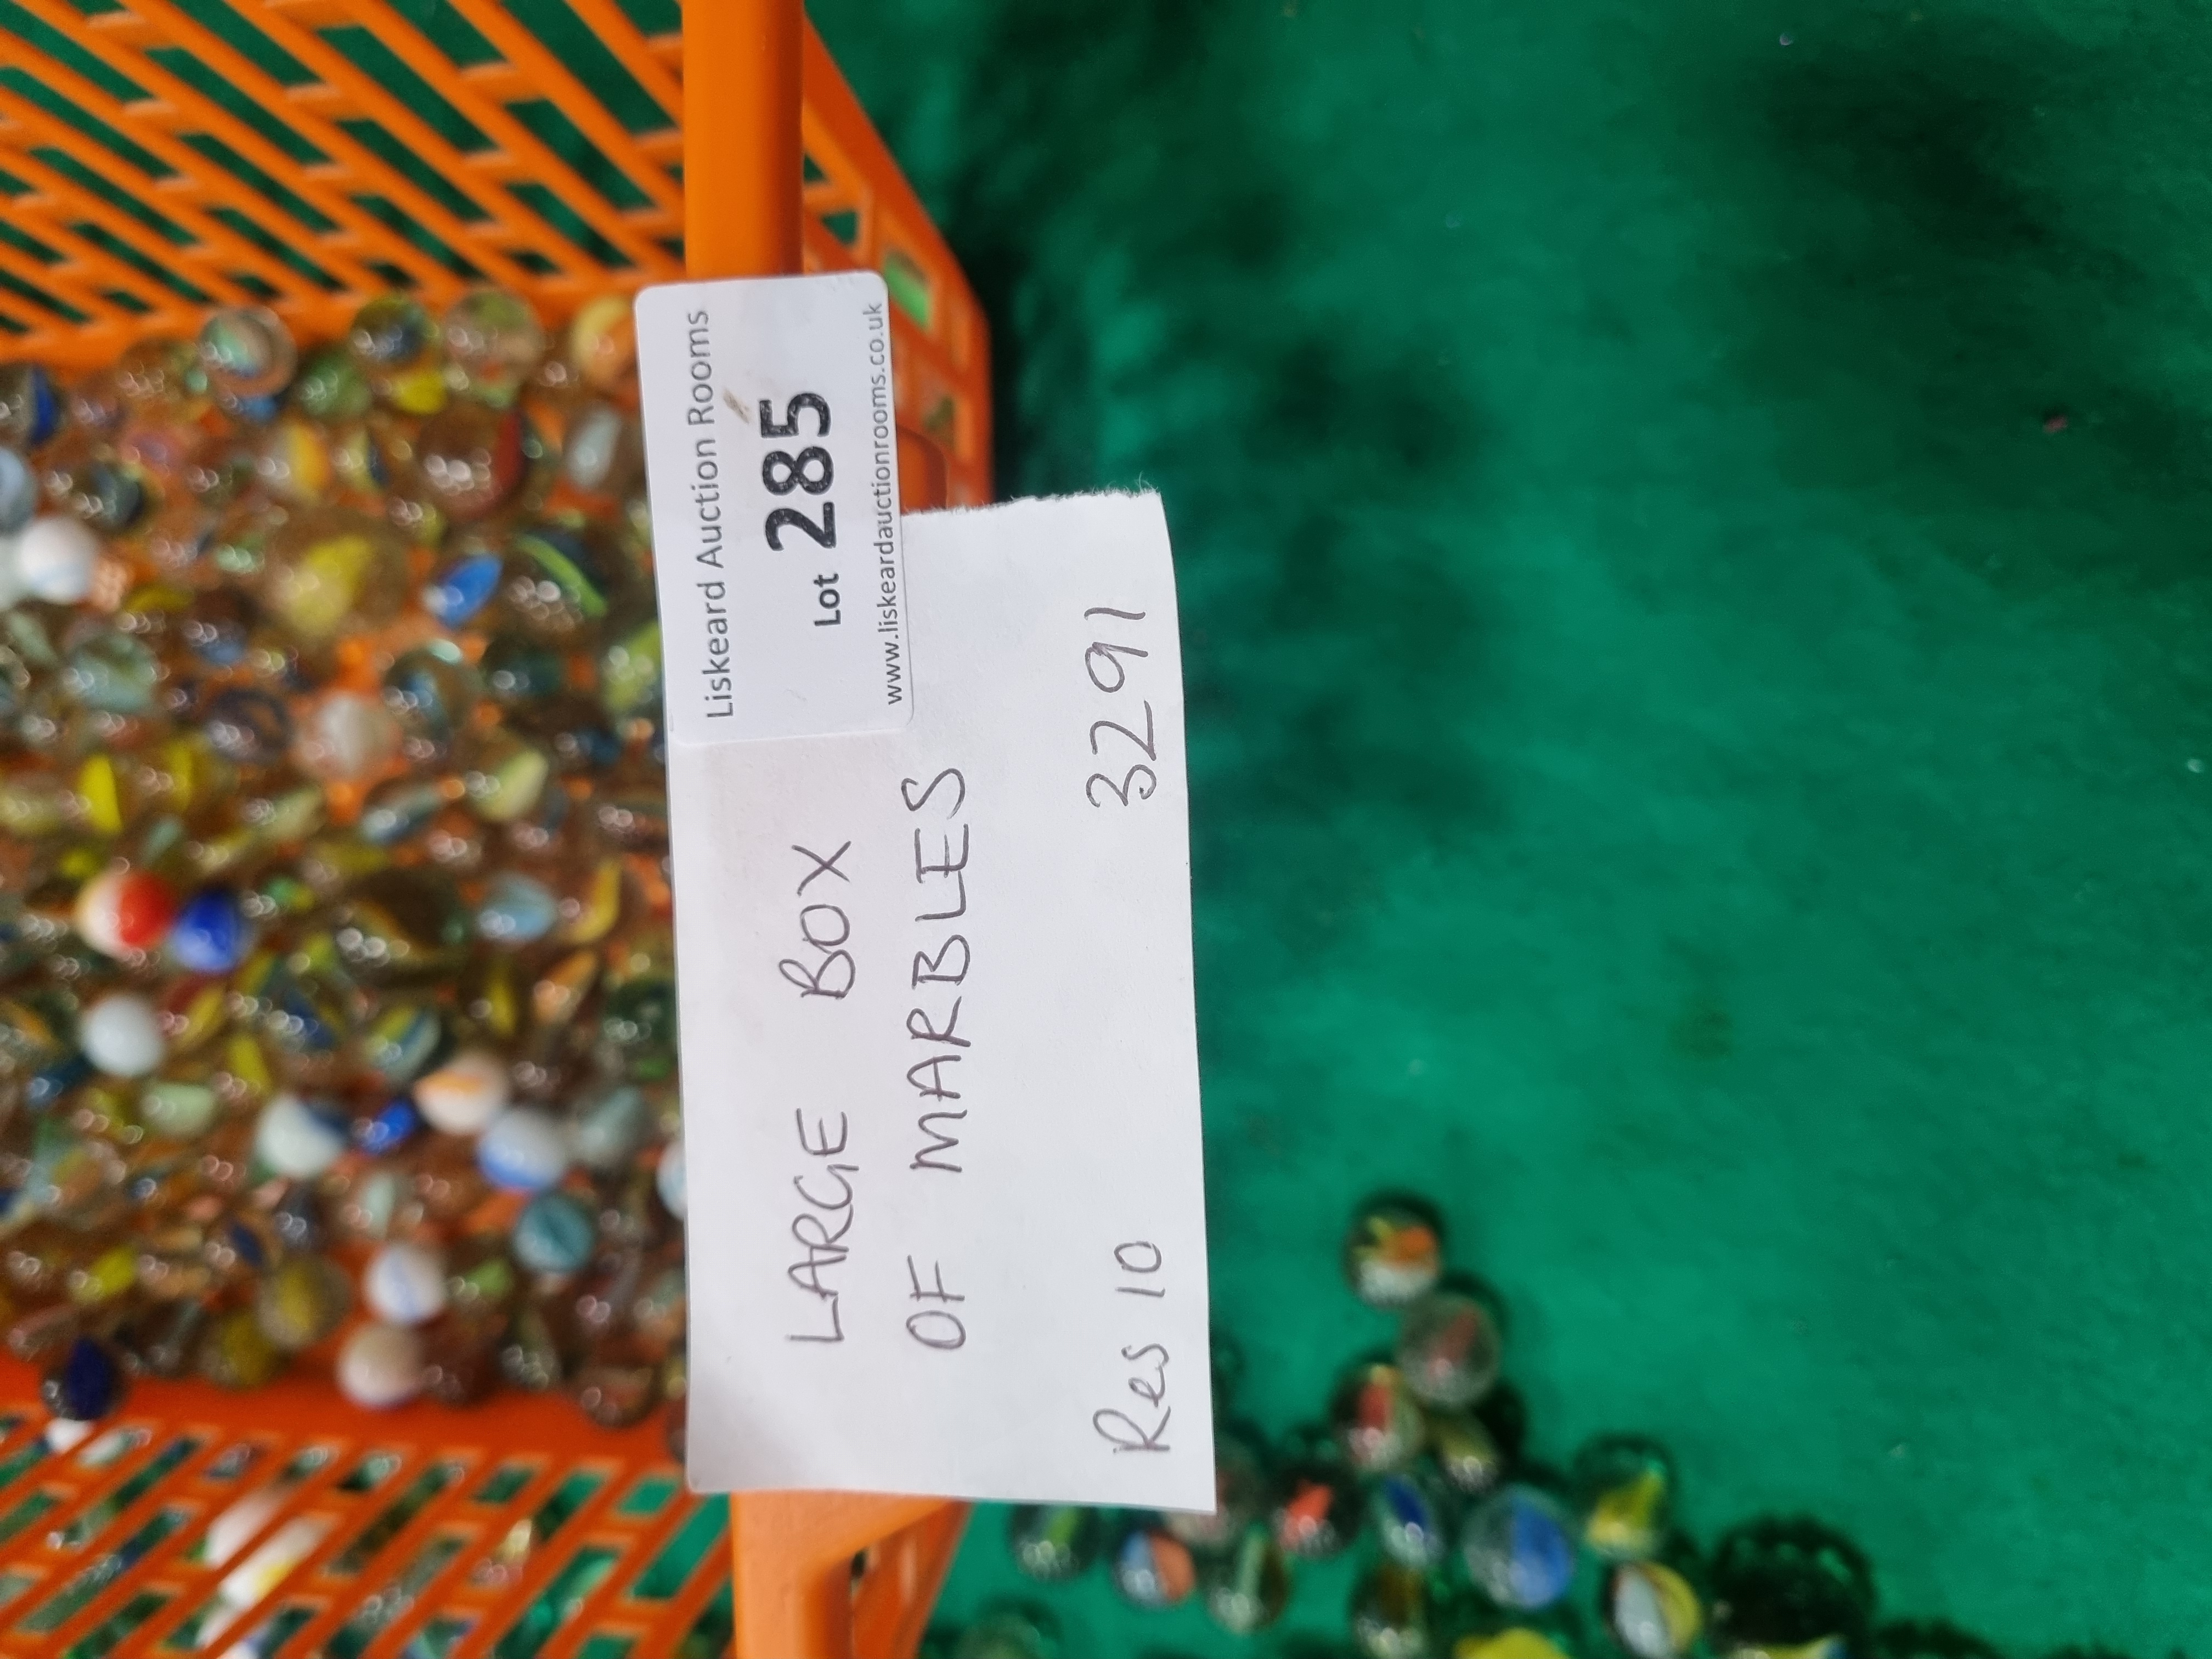 Liskeard Auction Rooms
Lot 285
www.liskeardauctionrooms.co.uk
LARGE BOX
OF MARBLES
Res 10 3291